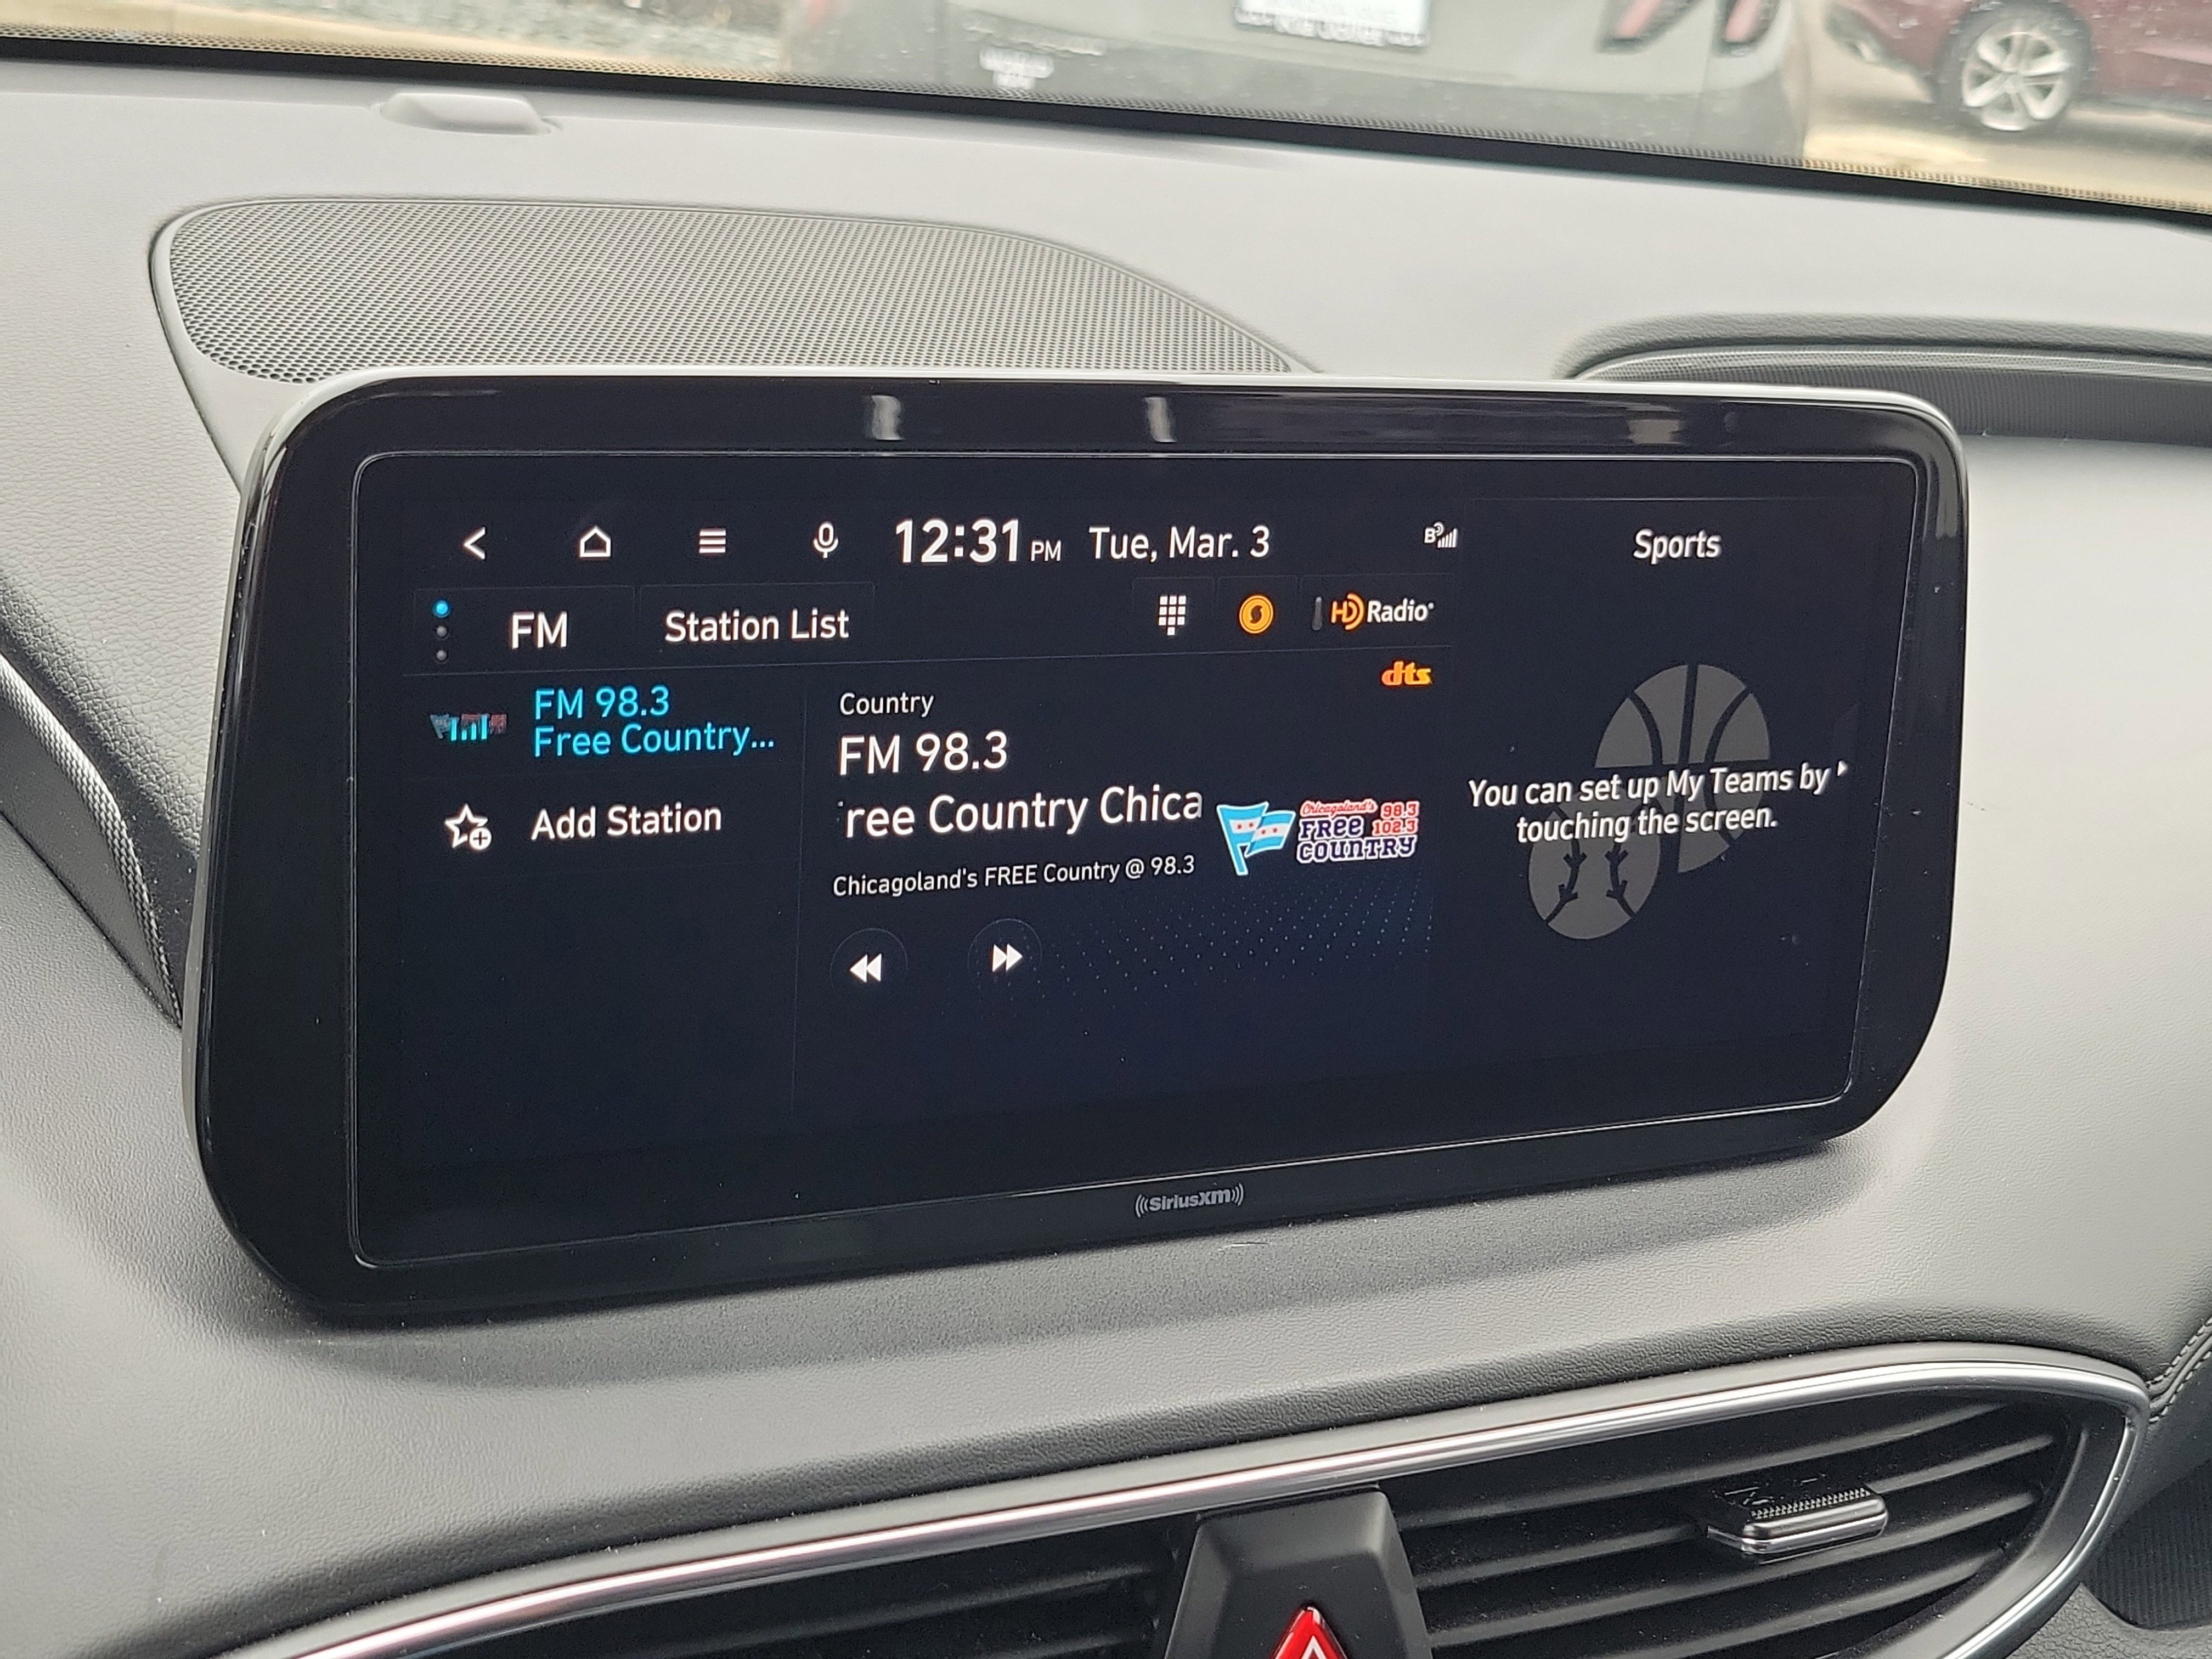 12:31 PM Tue, Mar. 3
Sports
FM
Station List
HD Radio
dts
FM 98.3
Free Country...
Add Station
Country
FM 98.3
ree Country Chica
Chicagoland's FREE Country @ 98.3
Chicagoland's
98.3
FREE
102.3
COUNTRY
You can set up My Teams by
touching the screen.
((SiriusXM))